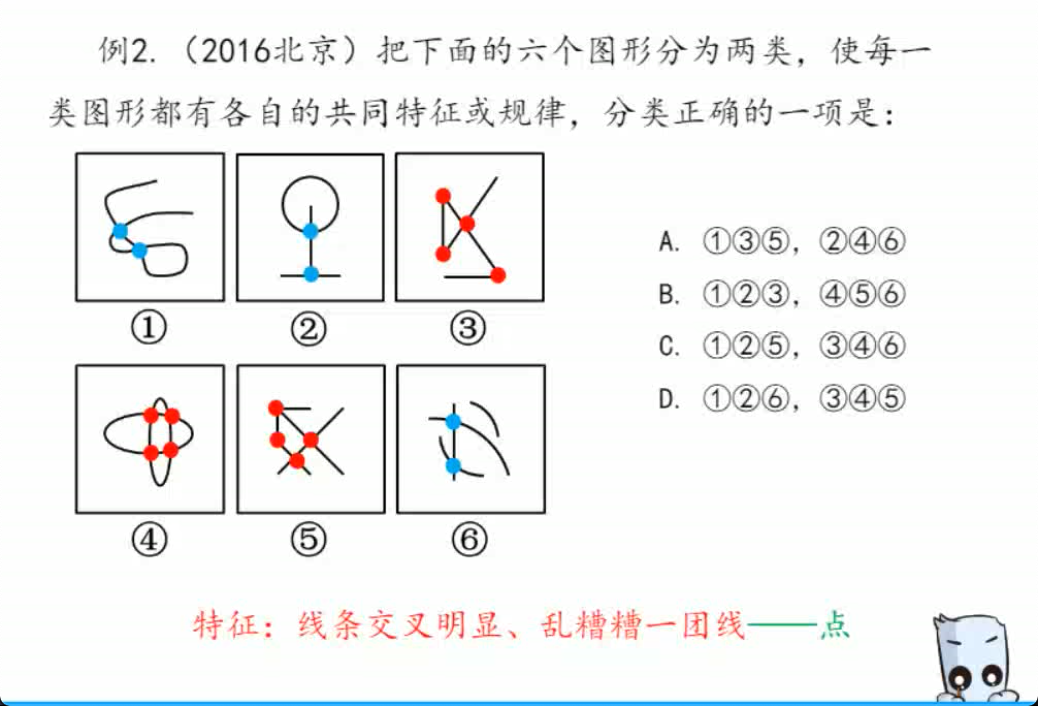 例2.（2016北京）把下面的六个图形分为两类，使每一
类图形都有各自的共同特征或规律，分类正确的一项是：
① ② ③
④ ⑤ ⑥
A. ①③⑤，②④⑥
B. ①②③，④⑤⑥
C. ①②⑤，③④⑥
D. ①②⑥，③④⑤
特征：线条交叉明显、乱糟糟一团线——点